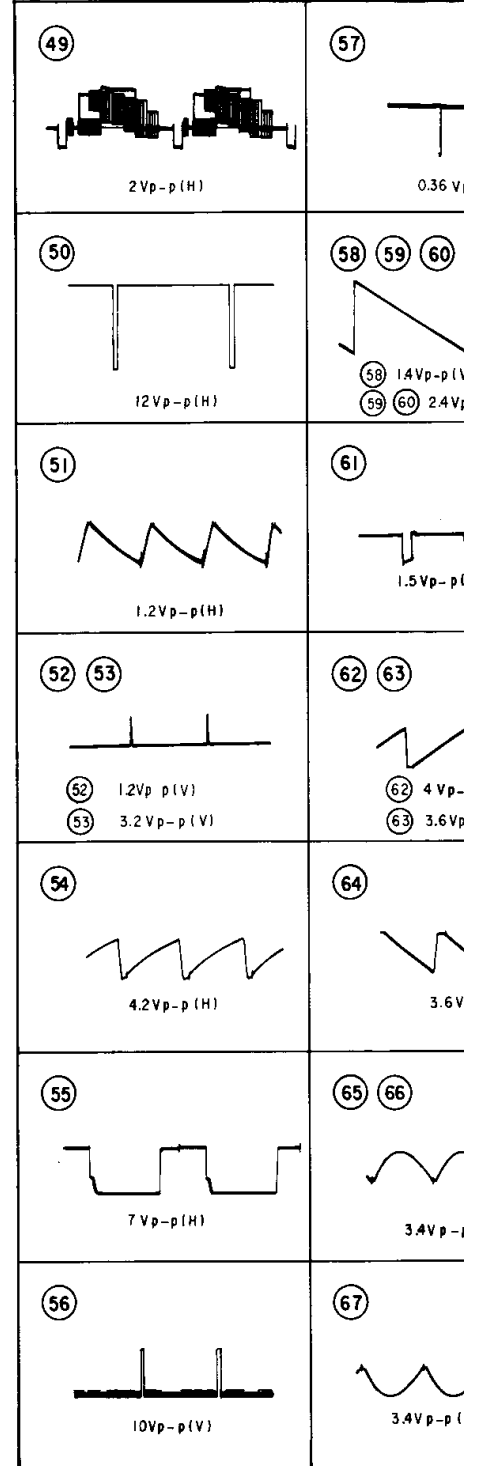 49
2Vp-p(H)
50
12Vp-p(H)
51
1.2Vp-p(H)
52 53
52 1.2Vp p(V)
53 3.2Vp-p(V)
54
4.2Vp-p(H)
55
7Vp-p(H)
56
10Vp-p(V)
57
0.36 Vp
58 59 60
58 1.4Vp-p(V
59 60 2.4Vp
61
1.5Vp-p(
62 63
62 4 Vp-
63 3.6Vp
64
3.6V
65 66
3.4V p-p
67
3.4V p-p(